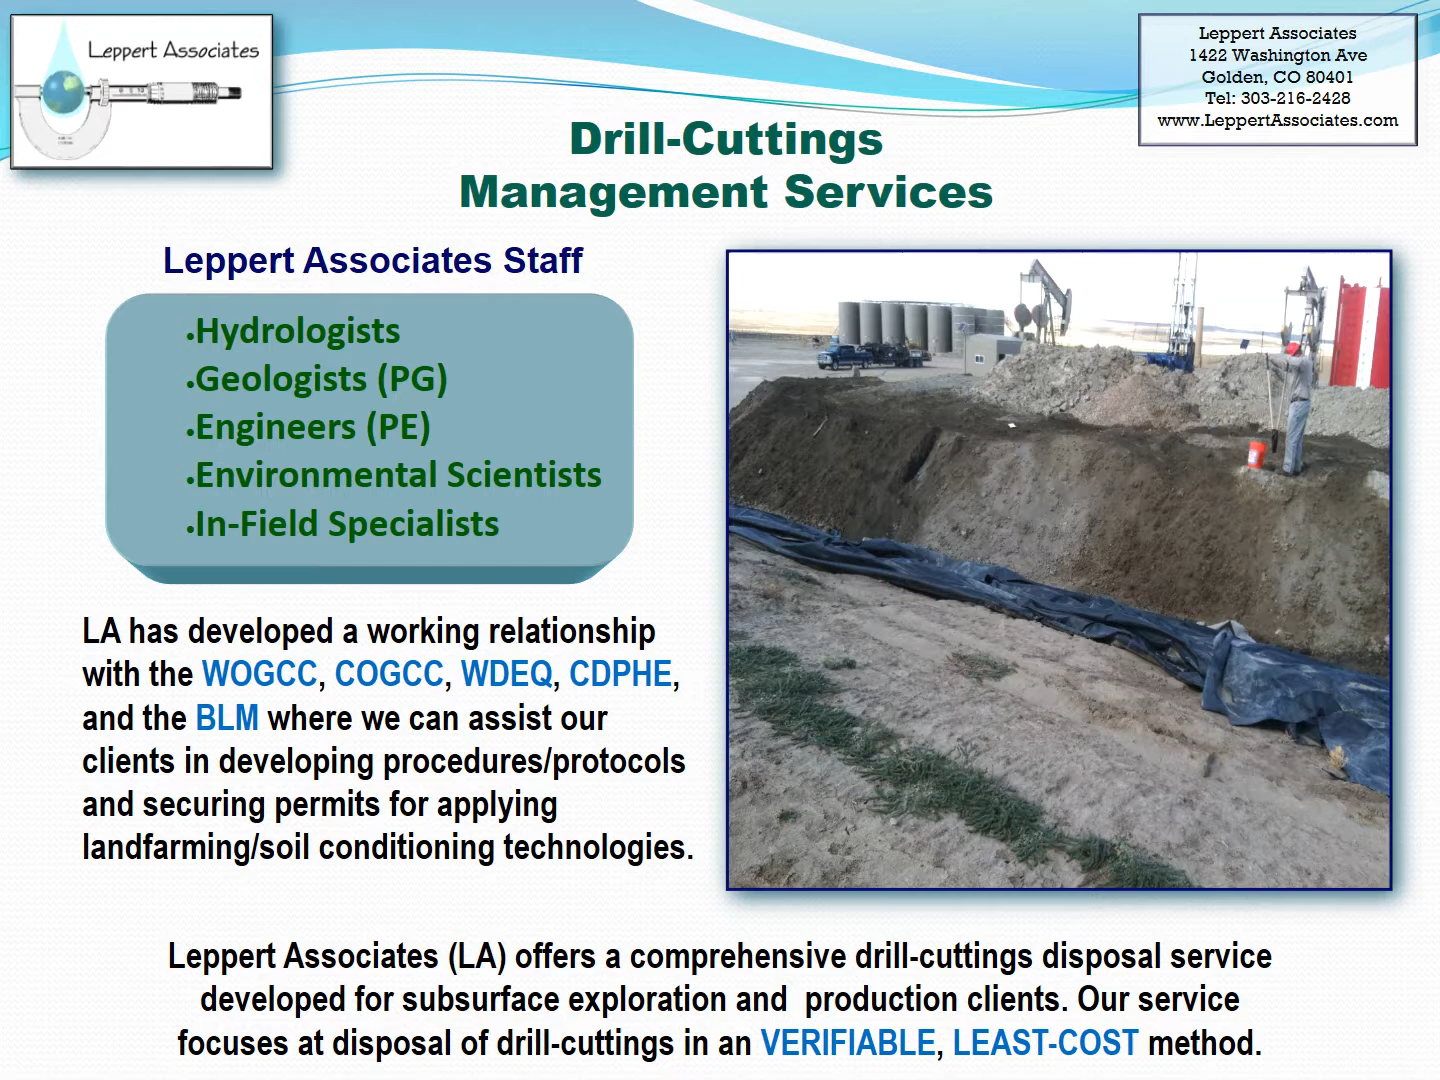 Leppert Associates
Leppert Associates
1422 Washington Ave
Golden, CO 80401
Tel: 303-216-2428
www.LeppertAssociates.com
Drill-Cuttings
Management Services
Leppert Associates Staff
•Hydrologists
•Geologists (PG)
•Engineers (PE)
•Environmental Scientists
•In-Field Specialists
LA has developed a working relationship
with the WOGCC, COGCC, WDEQ, CDPHE,
and the BLM where we can assist our
clients in developing procedures/protocols
and securing permits for applying
landfarming/soil conditioning technologies.
Leppert Associates (LA) offers a comprehensive drill-cuttings disposal service
developed for subsurface exploration and  production clients. Our service
focuses at disposal of drill-cuttings in an VERIFIABLE, LEAST-COST method.